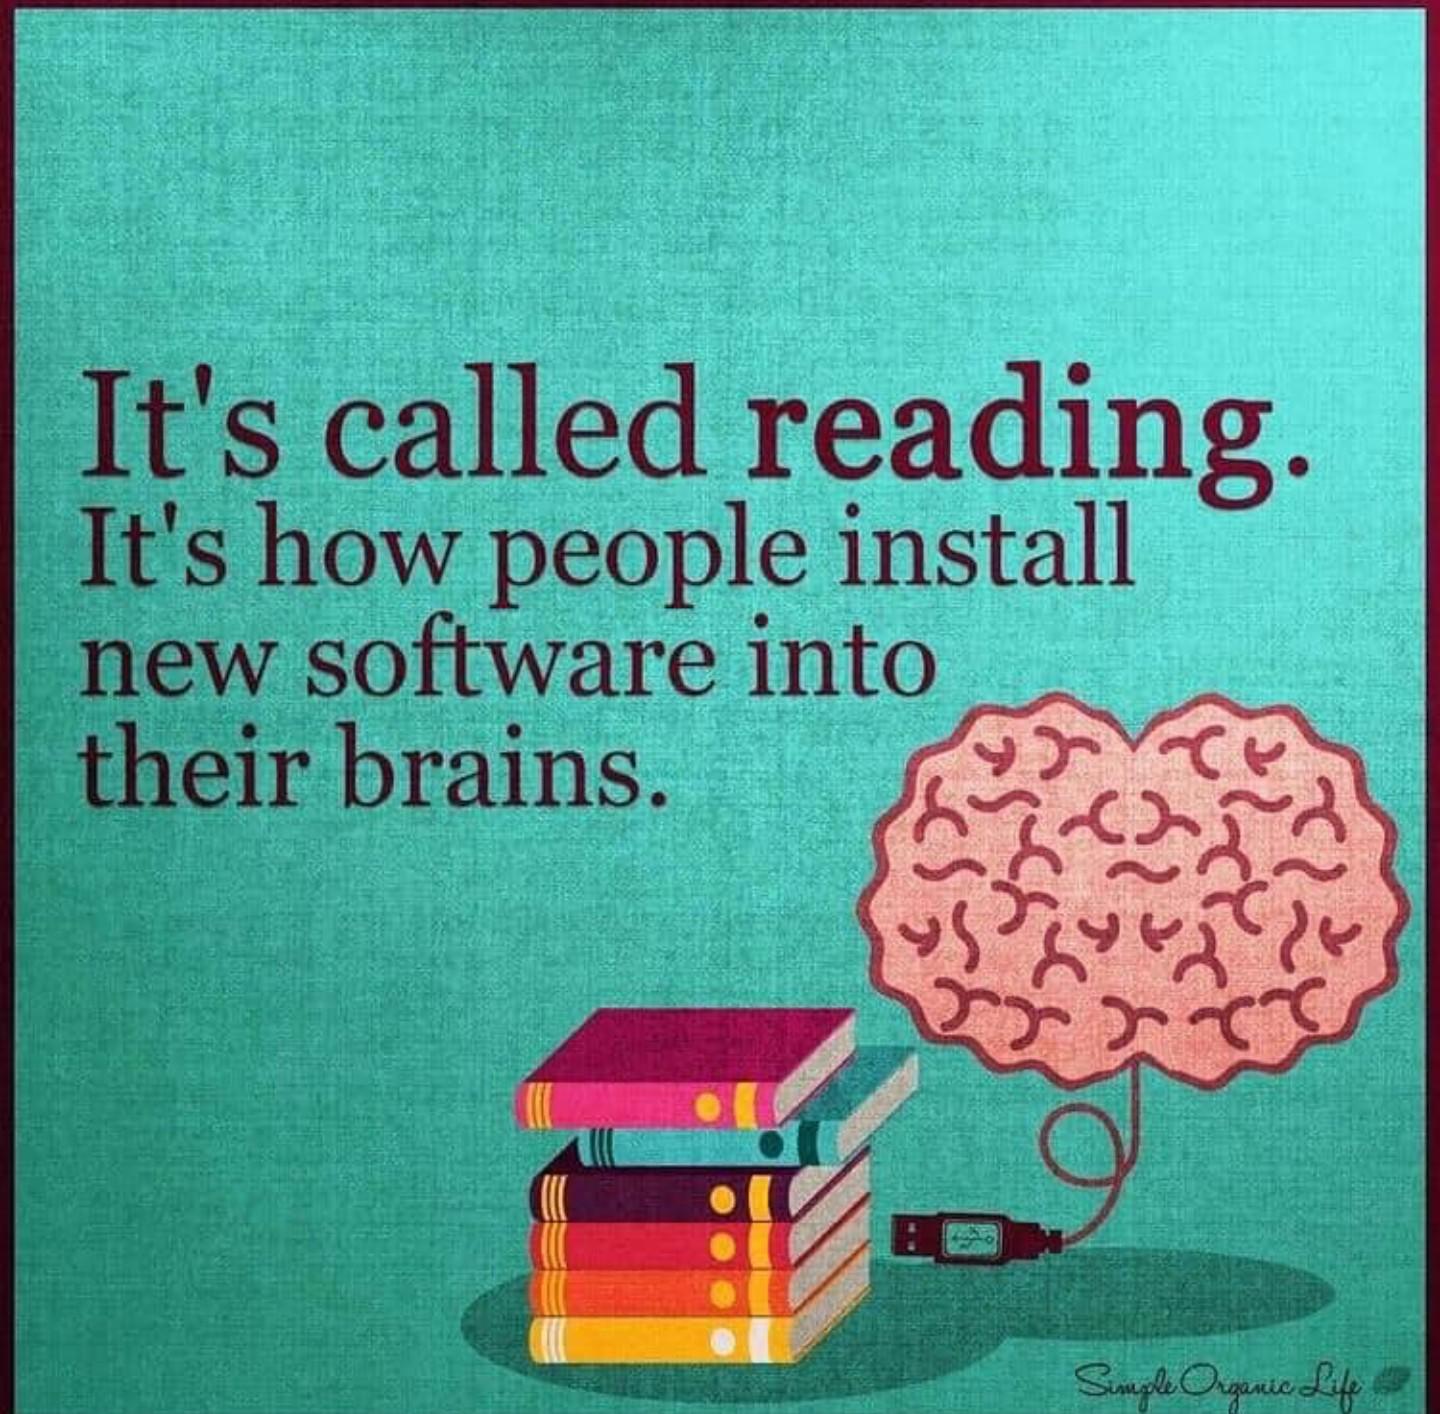 It's called reading.
It's how people install
new software into
their brains.
Simple Organic Life